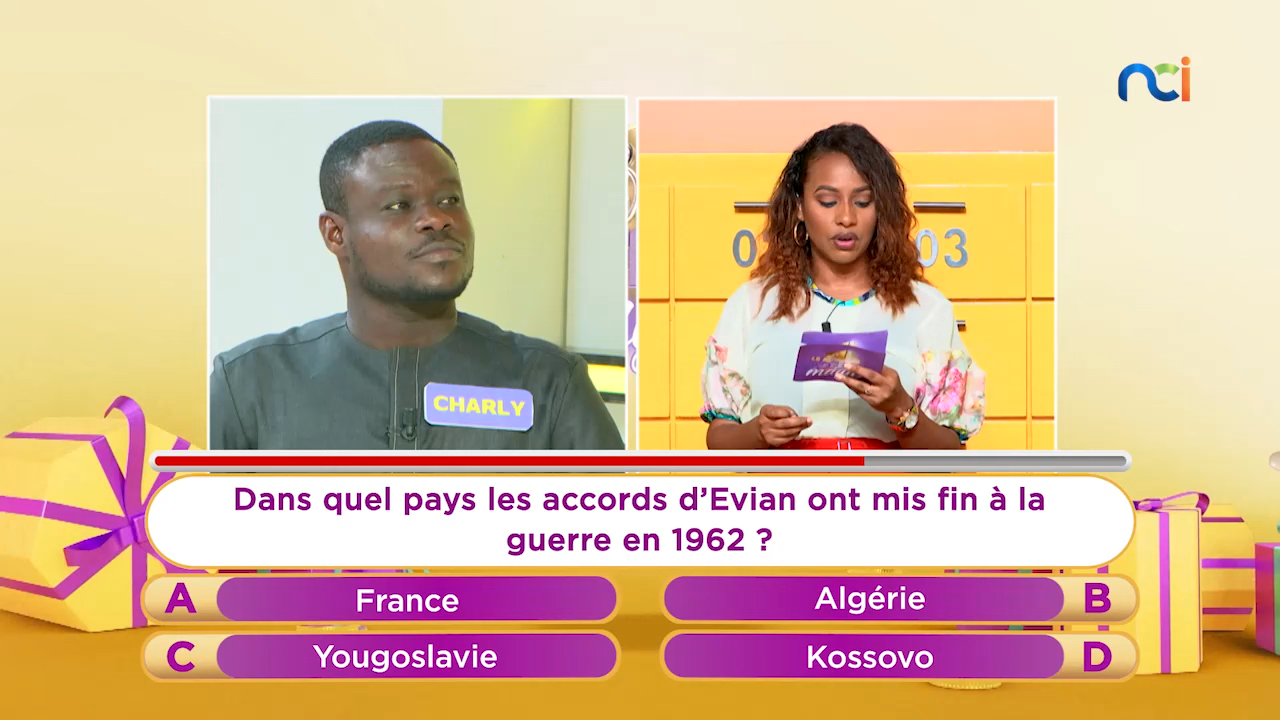 nci
03
CHARLY
Dans quel pays les accords d'Evian ont mis fin à la
guerre en 1962 ?
A France
Algérie B
C Yougoslavie
Kossovo D